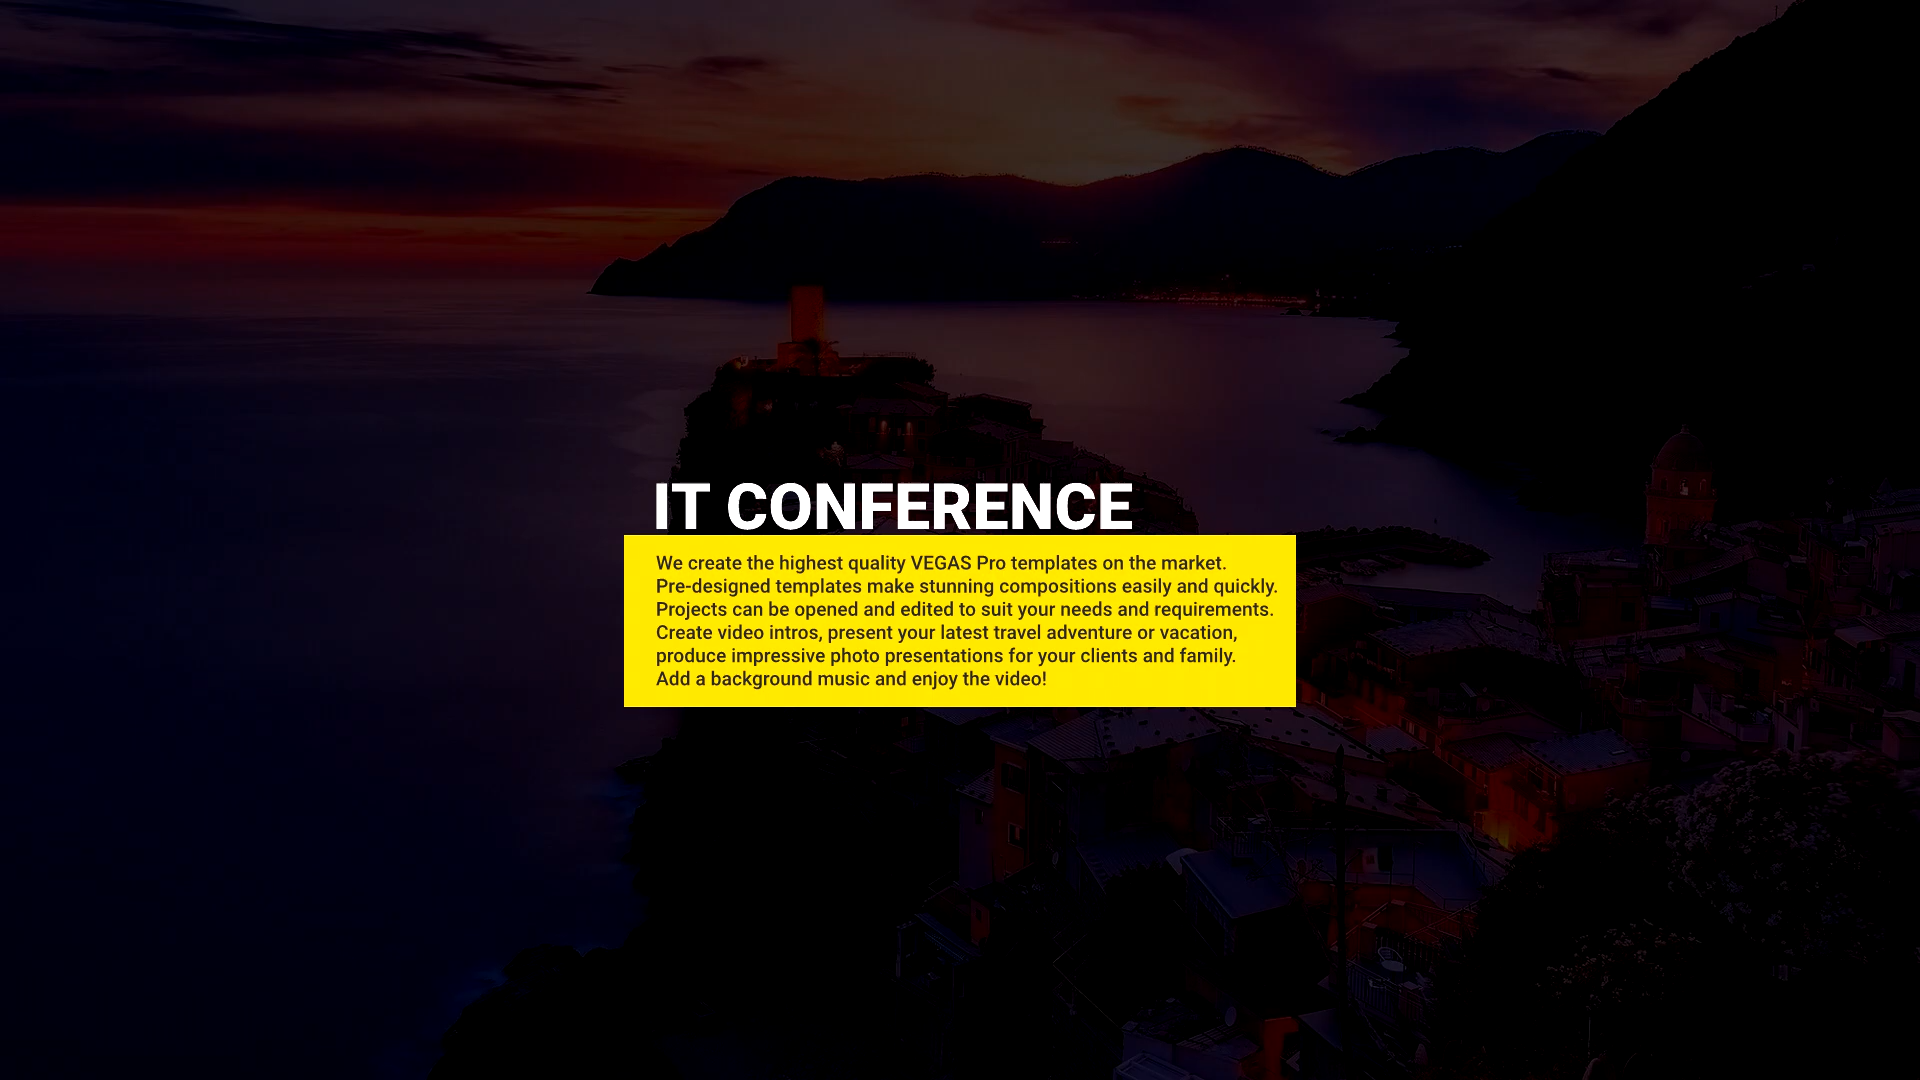 IT CONFERENCE
We create the highest quality VEGAS Pro templates on the market.
Pre-designed templates make stunning compositions easily and quickly.
Projects can be opened and edited to suit your needs and requirements.
Create video intros, present your latest travel adventure or vacation,
produce impressive photo presentations for your clients and family.
Add a background music and enjoy the video!